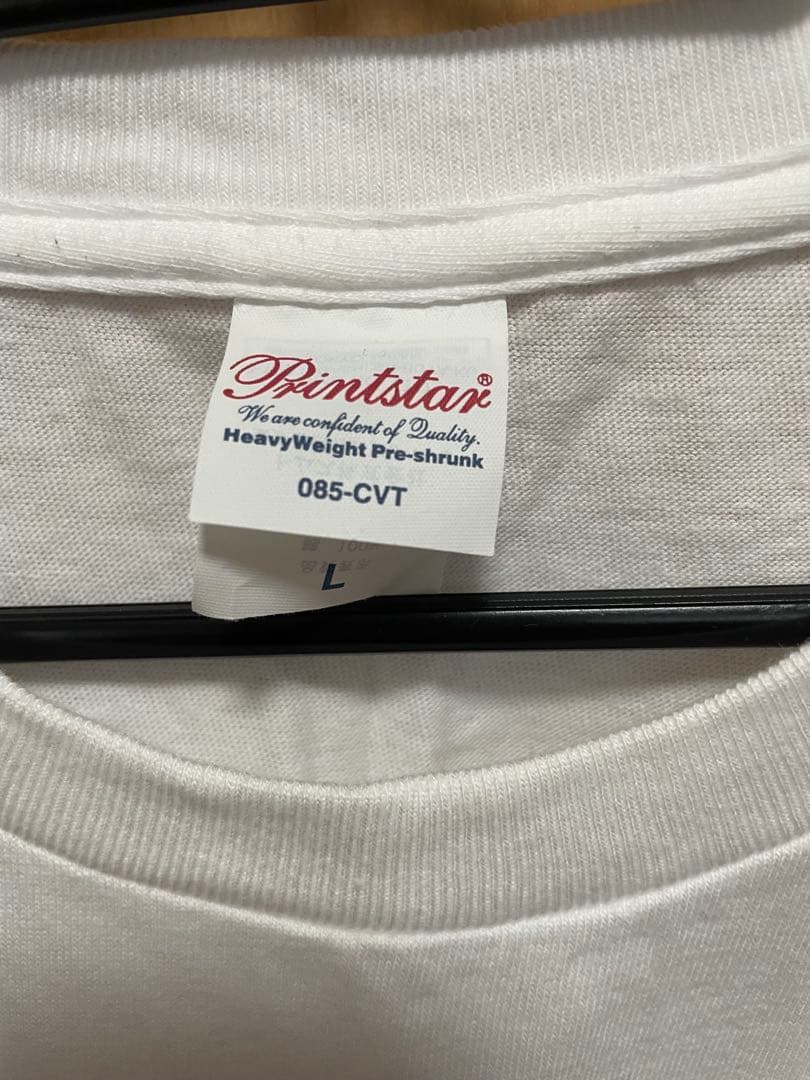 Printstar®
We are confident of Quality.
HeavyWeight Pre-shrunk
085-CVT
L